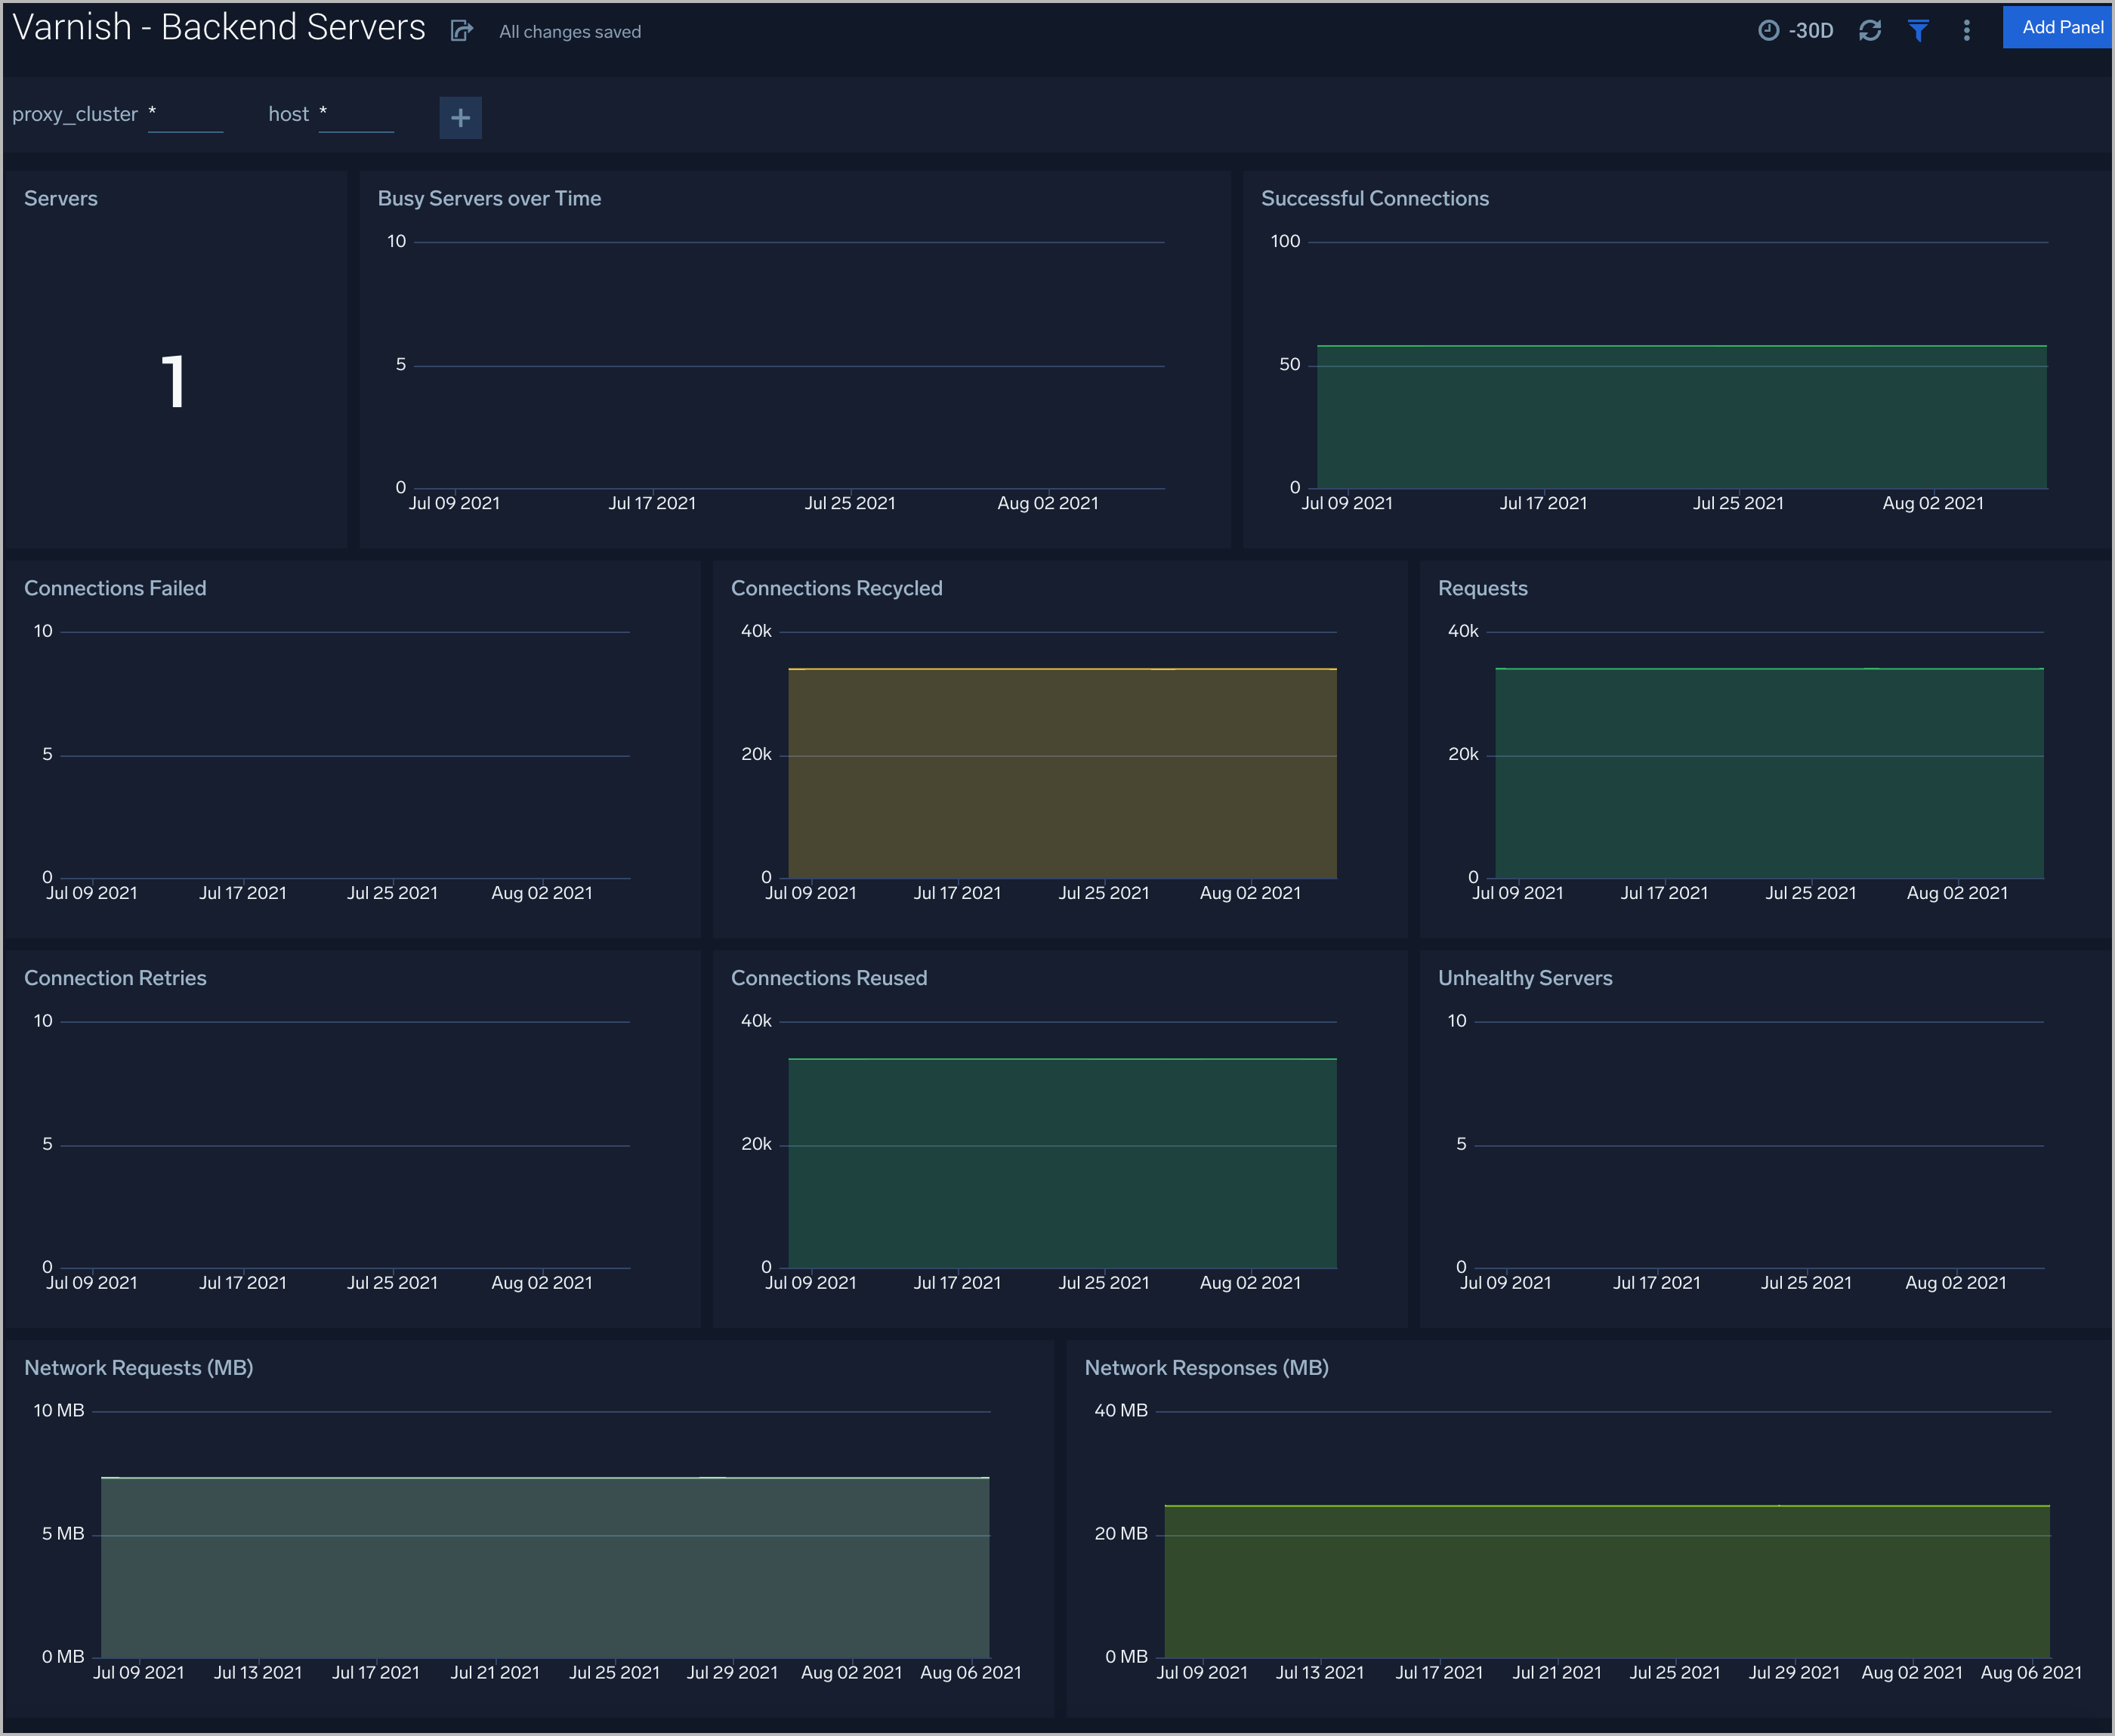 Varnish - Backend Servers All changes saved -30D Add Panel
proxy_cluster * host * +
Servers
1
Busy Servers over Time
10
5
0
Jul 09 2021 Jul 17 2021 Jul 25 2021 Aug 02 2021
Successful Connections
100
50
0
Jul 09 2021 Jul 17 2021 Jul 25 2021 Aug 02 2021
Connections Failed
10
5
0
Jul 09 2021 Jul 17 2021 Jul 25 2021 Aug 02 2021
Connections Recycled
40k
20k
0
Jul 09 2021 Jul 17 2021 Jul 25 2021 Aug 02 2021
Requests
40k
20k
0
Jul 09 2021 Jul 17 2021 Jul 25 2021 Aug 02 2021
Connection Retries
10
5
0
Jul 09 2021 Jul 17 2021 Jul 25 2021 Aug 02 2021
Connections Reused
40k
20k
0
Jul 09 2021 Jul 17 2021 Jul 25 2021 Aug 02 2021
Unhealthy Servers
10
5
0
Jul 09 2021 Jul 17 2021 Jul 25 2021 Aug 02 2021
Network Requests (MB)
10 MB
5 MB
0 MB
Jul 09 2021 Jul 13 2021 Jul 17 2021 Jul 21 2021 Jul 25 2021 Jul 29 2021 Aug 02 2021 Aug 06 2021
Network Responses (MB)
40 MB
20 MB
0 MB
Jul 09 2021 Jul 13 2021 Jul 17 2021 Jul 21 2021 Jul 25 2021 Jul 29 2021 Aug 02 2021 Aug 06 2021